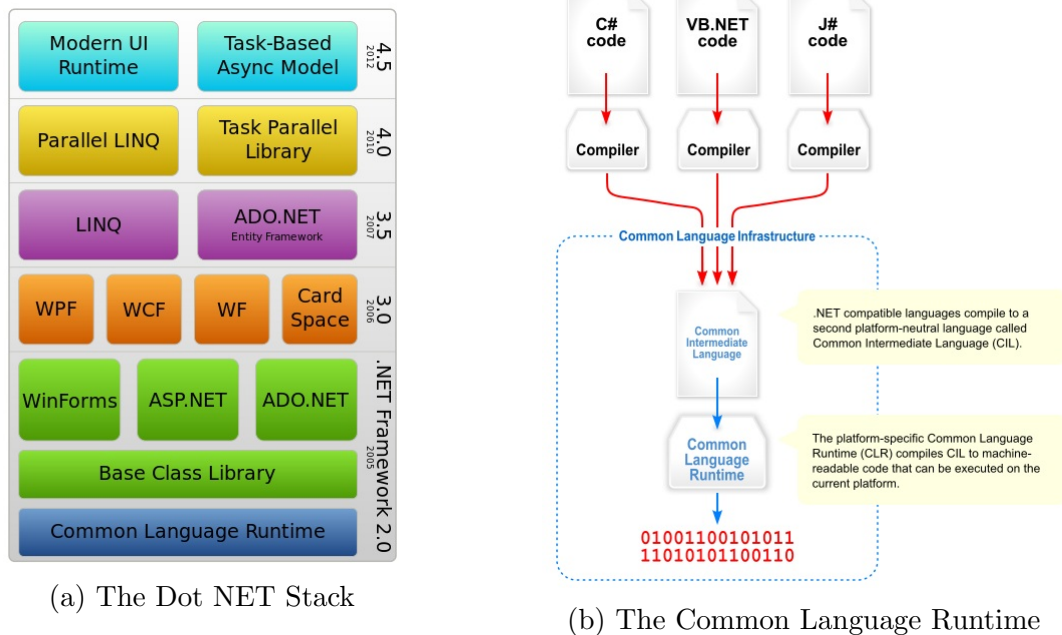 Modern UI
Runtime
Task-Based
Async Model
4.5
2012
Parallel LINQ
Task Parallel
Library
4.0
2010
LINQ
ADO.NET
Entity Framework
3.5
2007
WPF
WCF
WF
Card
Space
3.0
2006
WinForms
ASP.NET
ADO.NET
Base Class Library
Common Language Runtime
.NET Framework 2.0
2005
(a) The Dot NET Stack
C#
code
VB.NET
code
J#
code
Compiler
Compiler
Compiler
Common Language Infrastructure
Common
Intermediate
Language
.NET compatible languages compile to a
second platform-neutral language called
Common Intermediate Language (CIL).
Common
Language
Runtime
The platform-specific Common Language
Runtime (CLR) compiles CIL to machine-
readable code that can be executed on the
current platform.
01001100101011
11010101100110
(b) The Common Language Runtime